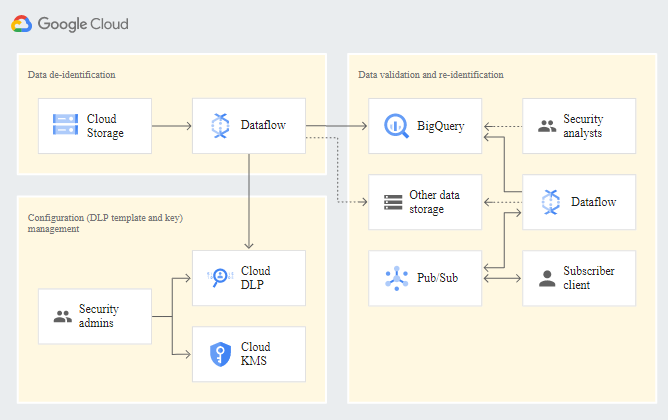 Google Cloud
Data de-identification
Cloud
Storage
Dataflow
Configuration (DLP template and key)
management
Security
admins
Cloud
DLP
Cloud
KMS
Data validation and re-identification
BigQuery
Security
analysts
Other data
storage
Dataflow
Pub/Sub
Subscriber
client